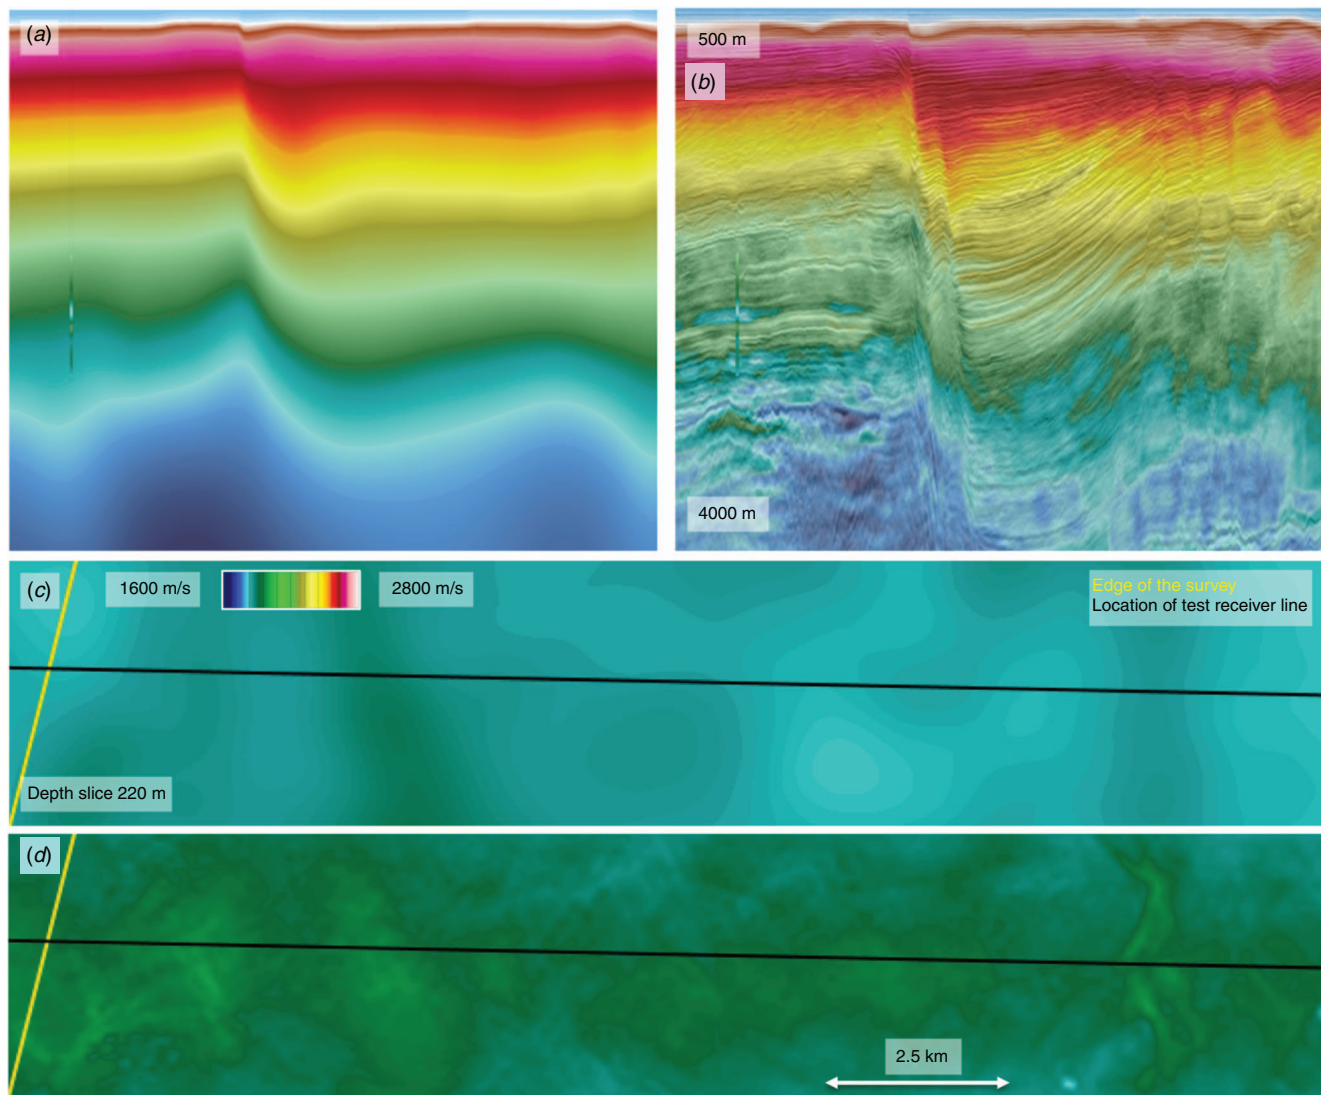 (a)
500 m
(b)
4000 m
(c)
1600 m/s
2800 m/s
Edge of the survey
Location of test receiver line
Depth slice 220 m
(d)
2.5 km